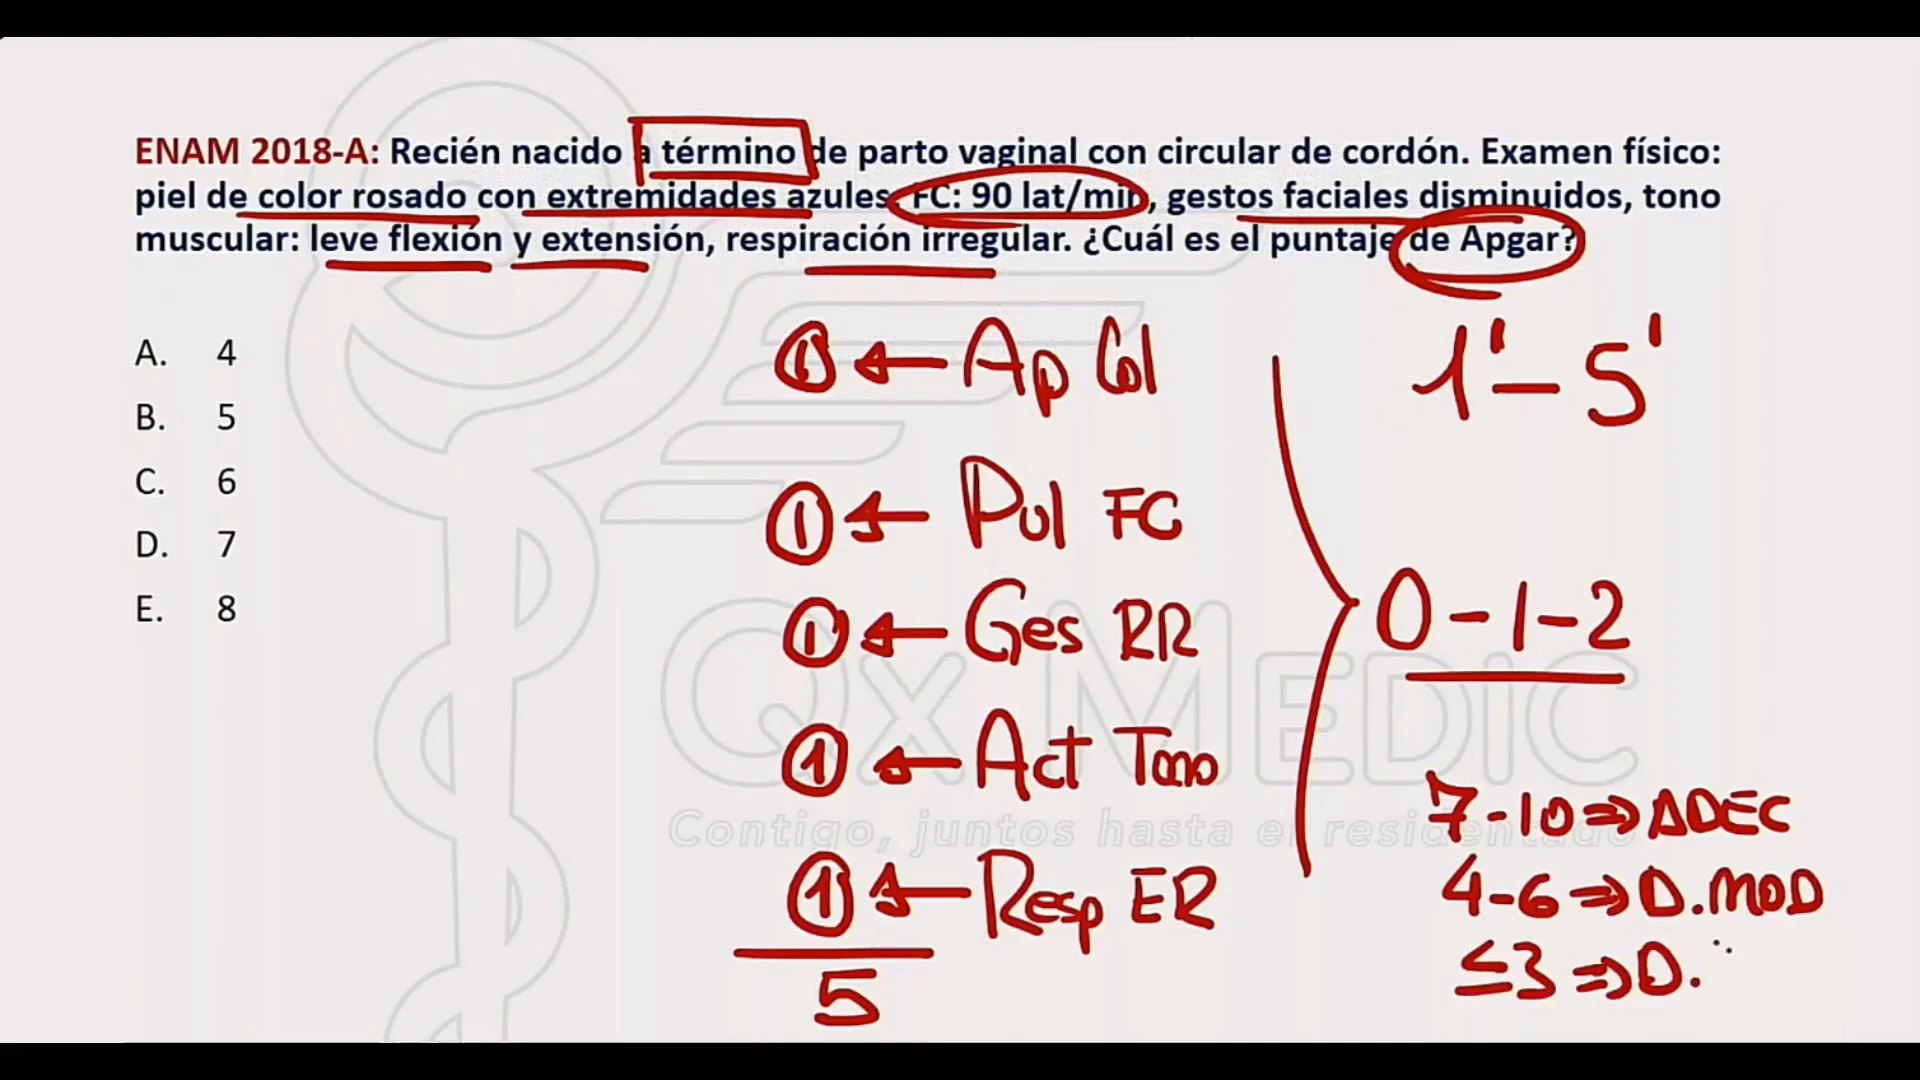 ENAM 2018-A: Recién nacido a término de parto vaginal con circular de cordón. Examen físico:
piel de color rosado con extremidades azules, FC: 90 lat/min, gestos faciales disminuidos, tono
muscular: leve flexión y extensión, respiración irregular. ¿Cuál es el puntaje de Apgar?
A. 4
B. 5
C. 6
D. 7
E. 8
1 ← Ap Col
1 ← Pul FC
1 ← Ges RR
1 ← Act Tono
1 ← Resp ER
5
1' - 5'
0 - 1 - 2
7 - 10 ⇒ ADEC
4 - 6 ⇒ D. MOD
≤3 ⇒ D.
Qx MEDIC
Contigo, juntos hasta el residentado